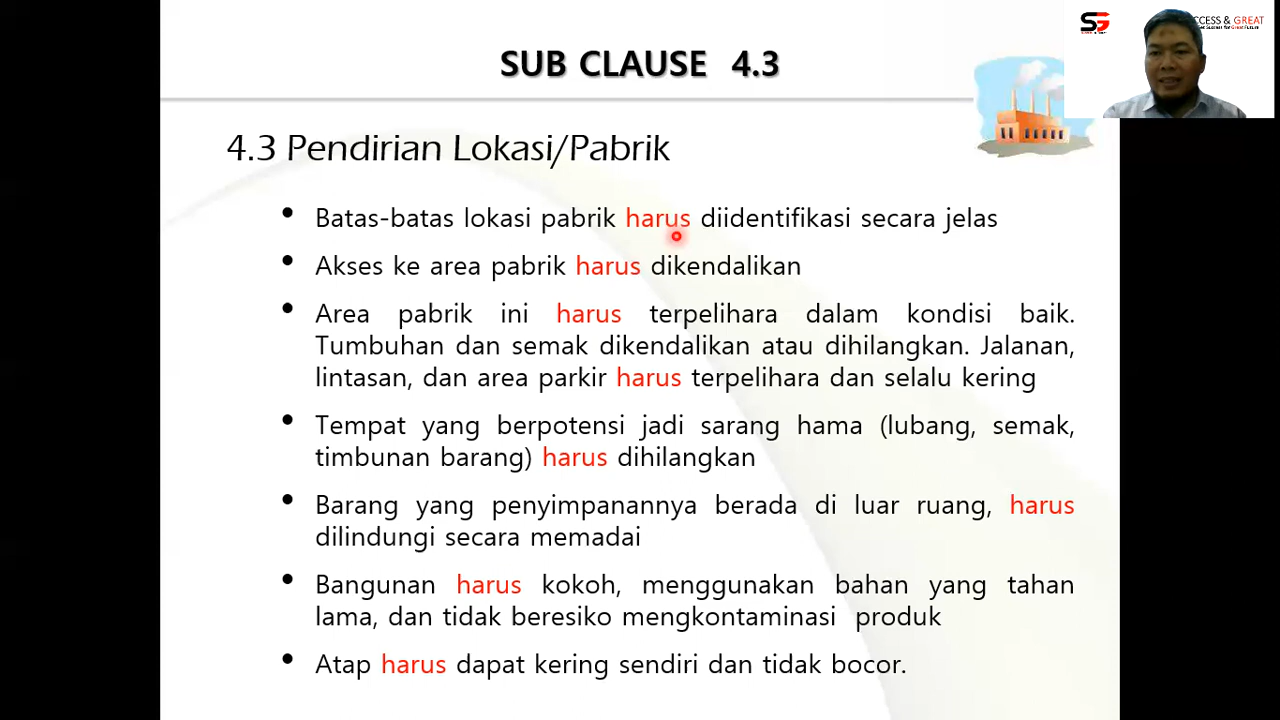 SG
CCESS & GREAT
SUB CLAUSE 4.3
4.3 Pendirian Lokasi/Pabrik
• Batas-batas lokasi pabrik harus diidentifikasi secara jelas
• Akses ke area pabrik harus dikendalikan
• Area pabrik ini harus terpelihara dalam kondisi baik.
Tumbuhan dan semak dikendalikan atau dihilangkan. Jalanan,
lintasan, dan area parkir harus terpelihara dan selalu kering
• Tempat yang berpotensi jadi sarang hama (lubang, semak,
timbunan barang) harus dihilangkan
• Barang yang penyimpanannya berada di luar ruang, harus
dilindungi secara memadai
• Bangunan harus kokoh, menggunakan bahan yang tahan
lama, dan tidak beresiko mengkontaminasi produk
• Atap harus dapat kering sendiri dan tidak bocor.